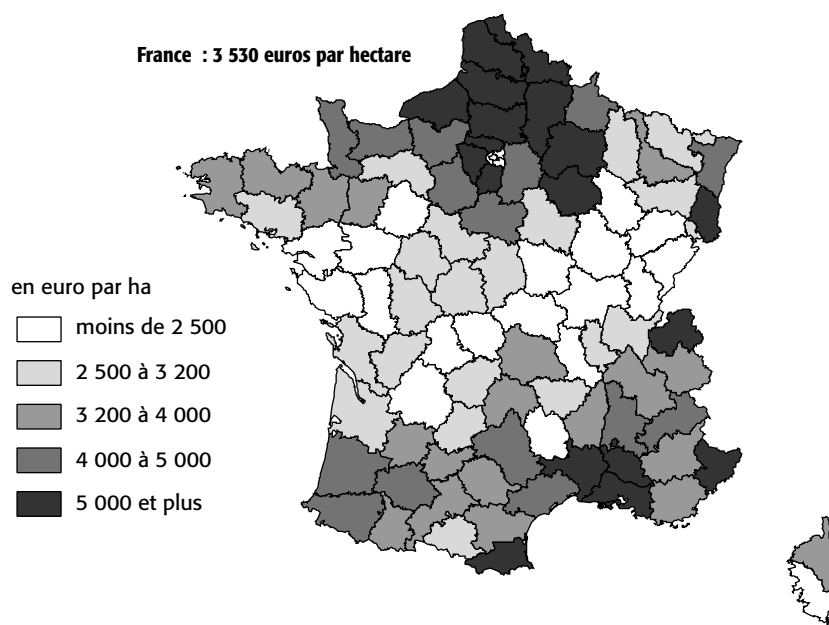 France : 3 530 euros par hectare
en euro par ha
moins de 2 500
2 500 à 3 200
3 200 à 4 000
4 000 à 5 000
5 000 et plus